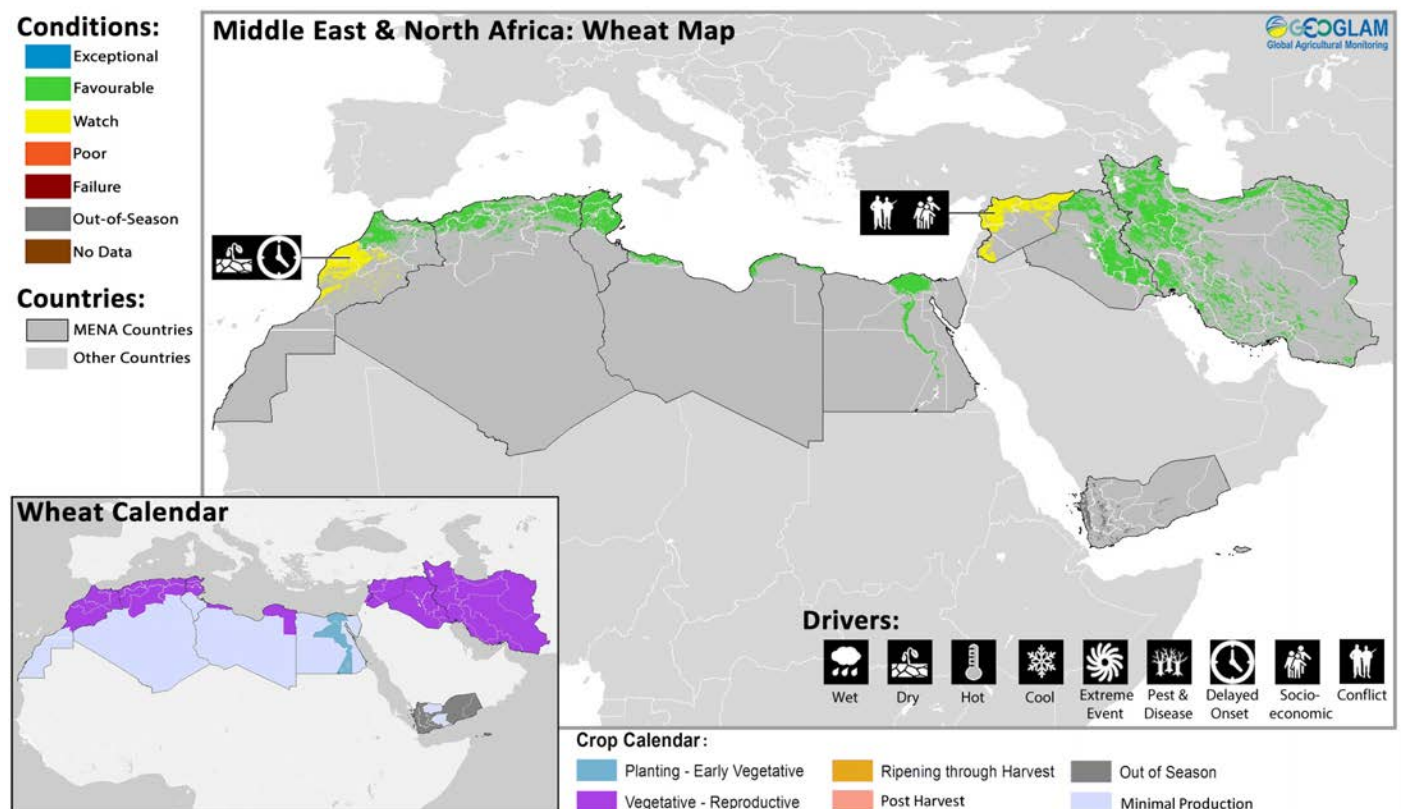 Conditions:
Exceptional
Favourable
Watch
Poor
Failure
Out-of-Season
No Data
Countries:
MENA Countries
Other Countries
Middle East & North Africa: Wheat Map
GEOGLAM
Global Agricultural Monitoring
Wheat Calendar
Drivers:
Wet
Dry
Hot
Cool
Extreme
Event
Pest &
Disease
Delayed
Onset
Socio-
economic
Conflict
Crop Calendar:
Planting - Early Vegetative
Ripening through Harvest
Out of Season
Vegetative - Reproductive
Post Harvest
Minimal Production